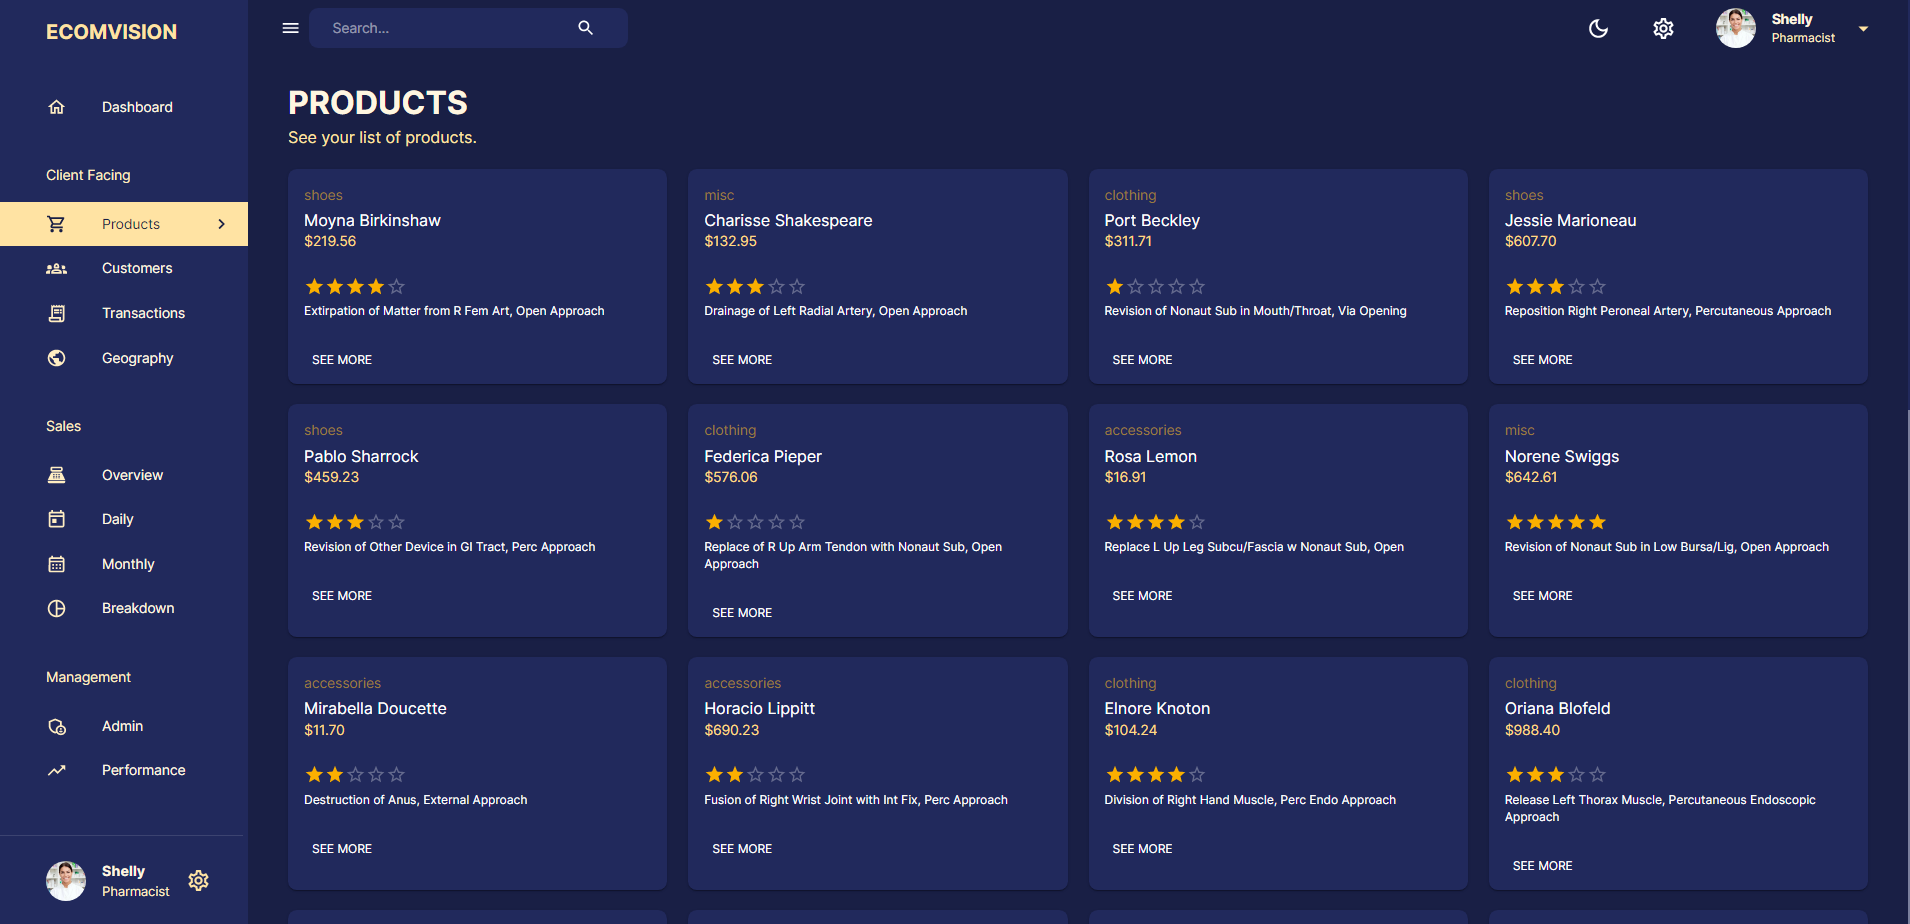 ECOMVISION
Dashboard
Client Facing
Products
Customers
Transactions
Geography
Sales
Overview
Daily
Monthly
Breakdown
Management
Admin
Performance
Shelly
Pharmacist
Search...
Shelly
Pharmacist
PRODUCTS
See your list of products.
shoes
Moyna Birkinshaw
$219.56
Extirpation of Matter from R Fem Art, Open Approach
SEE MORE
misc
Charisse Shakespeare
$132.95
Drainage of Left Radial Artery, Open Approach
SEE MORE
clothing
Port Beckley
$311.71
Revision of Nonaut Sub in Mouth/Throat, Via Opening
SEE MORE
shoes
Jessie Marioneau
$607.70
Reposition Right Peroneal Artery, Percutaneous Approach
SEE MORE
shoes
Pablo Sharrock
$459.23
Revision of Other Device in GI Tract, Perc Approach
SEE MORE
clothing
Federica Pieper
$576.06
Replace of R Up Arm Tendon with Nonaut Sub, Open
Approach
SEE MORE
accessories
Rosa Lemon
$16.91
Replace L Up Leg Subcu/Fascia w Nonaut Sub, Open
SEE MORE
misc
Norene Swiggs
$642.61
Revision of Nonaut Sub in Low Bursa/Lig, Open Approach
SEE MORE
accessories
Mirabella Doucette
$11.70
Destruction of Anus, External Approach
SEE MORE
accessories
Horacio Lippitt
$690.23
Fusion of Right Wrist Joint with Int Fix, Perc Approach
SEE MORE
clothing
Elnore Knoton
$104.24
Division of Right Hand Muscle, Perc Endo Approach
SEE MORE
clothing
Oriana Blofeld
$988.40
Release Left Thorax Muscle, Percutaneous Endoscopic
Approach
SEE MORE